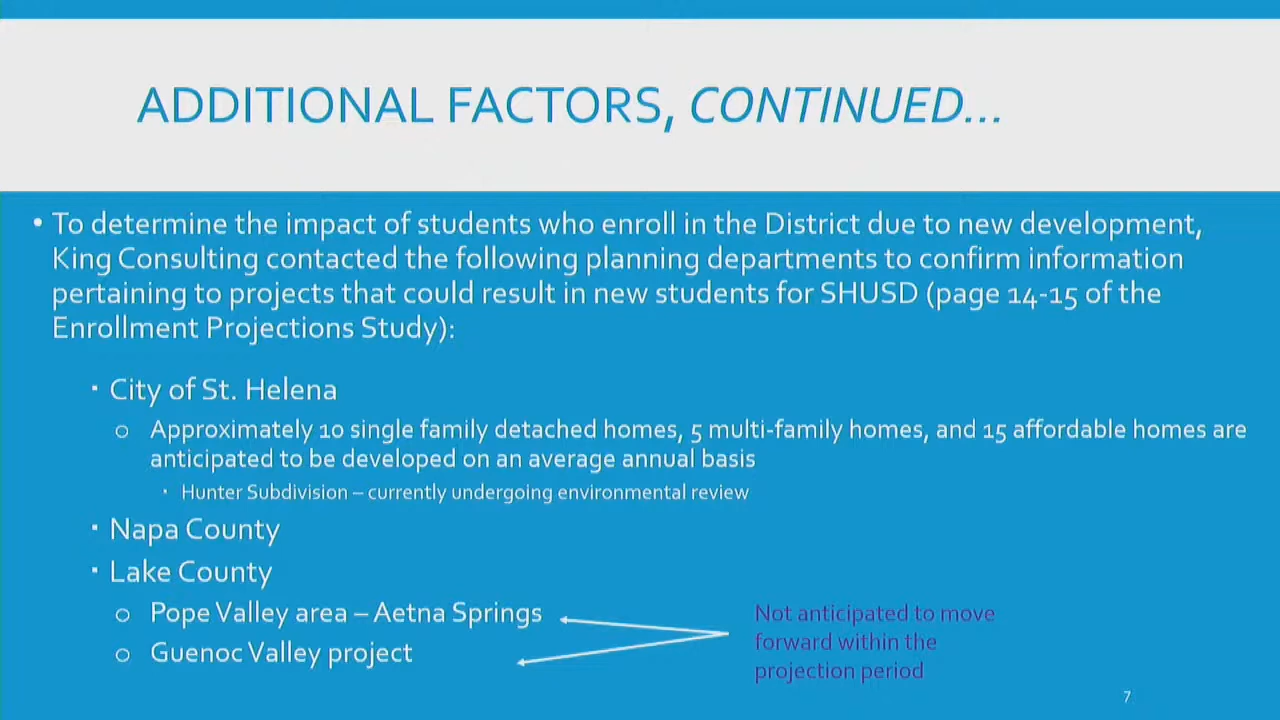 ADDITIONAL FACTORS, CONTINUED...
• To determine the impact of students who enroll in the District due to new development,
King Consulting contacted the following planning departments to confirm information
pertaining to projects that could result in new students for SHUSD (page 14-15 of the
Enrollment Projections Study):
▪ City of St. Helena
o Approximately 10 single family detached homes, 5 multi-family homes, and 15 affordable homes are
anticipated to be developed on an average annual basis
▪ Hunter Subdivision – currently undergoing environmental review
▪ Napa County
▪ Lake County
o Pope Valley area – Aetna Springs
o Guenoc Valley project
Not anticipated to move
forward within the
projection period
7